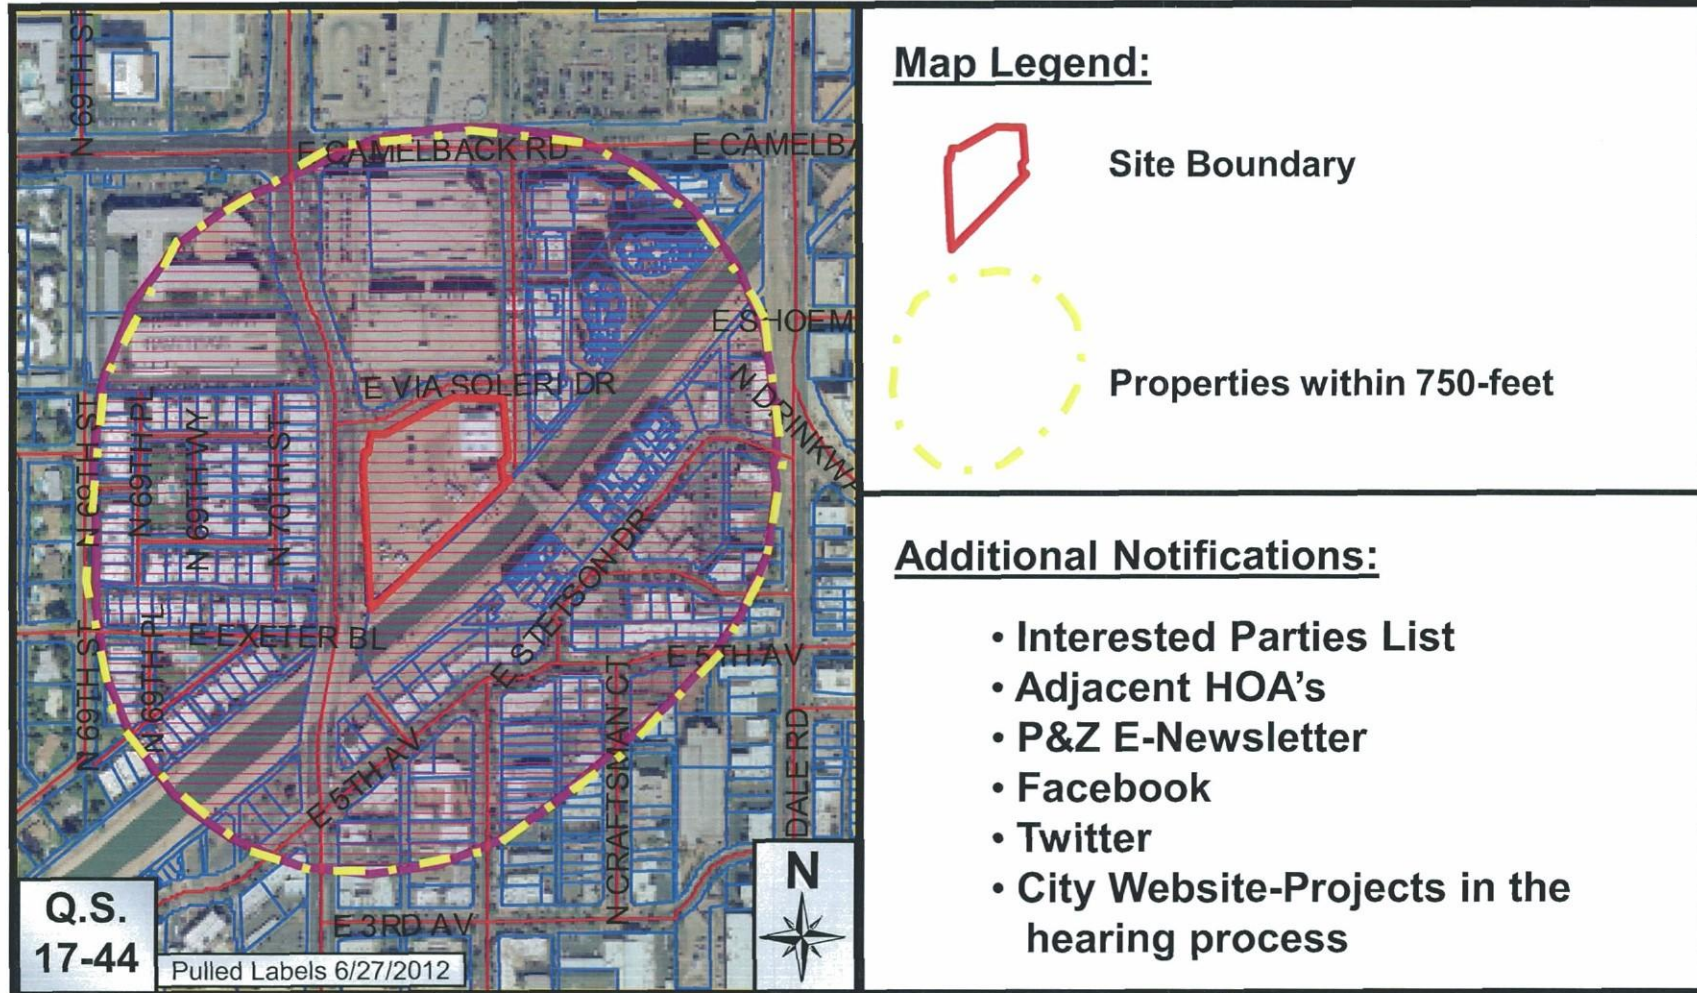 N 69TH S
E CAMELBACK RD
E CAMELBA
E SHOEM
E VIA SOLERI DR
N DRINKW
N 69TH ST
N 69TH PL
N 69TH WY
N 70TH ST
E STETSON DR
E EXETER BL
E 5TH AV
N 69TH ST
N 69TH PL
E 5TH AV
N CRAFTSMAN CT
DALE RD
E 3RD AV
Q.S.
17-44
Pulled Labels 6/27/2012
N
Map Legend:
Site Boundary
Properties within 750-feet
Additional Notifications:
• Interested Parties List
• Adjacent HOA's
• P&Z E-Newsletter
• Facebook
• Twitter
• City Website-Projects in the
hearing process